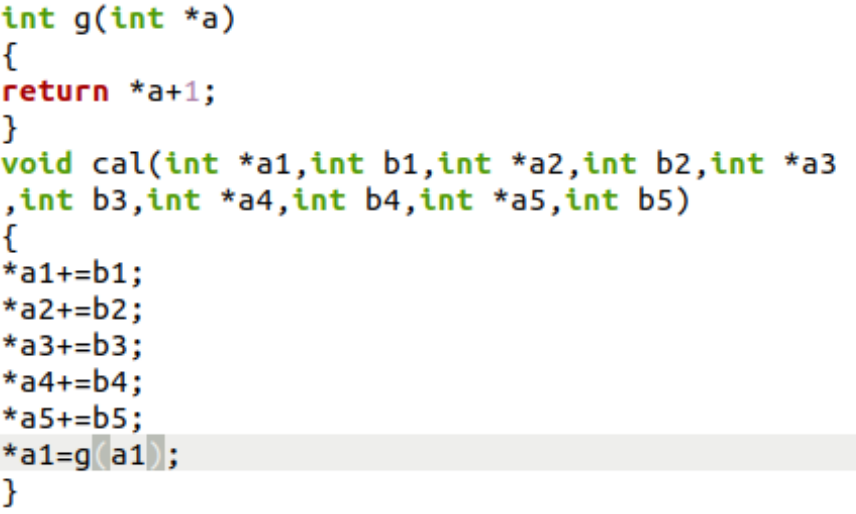 int g(int *a)
{
return *a+1;
}
void cal(int *a1,int b1,int *a2,int b2,int *a3
,int b3,int *a4,int b4,int *a5,int b5)
{
*a1+=b1;
*a2+=b2;
*a3+=b3;
*a4+=b4;
*a5+=b5;
*a1=g(a1);
}